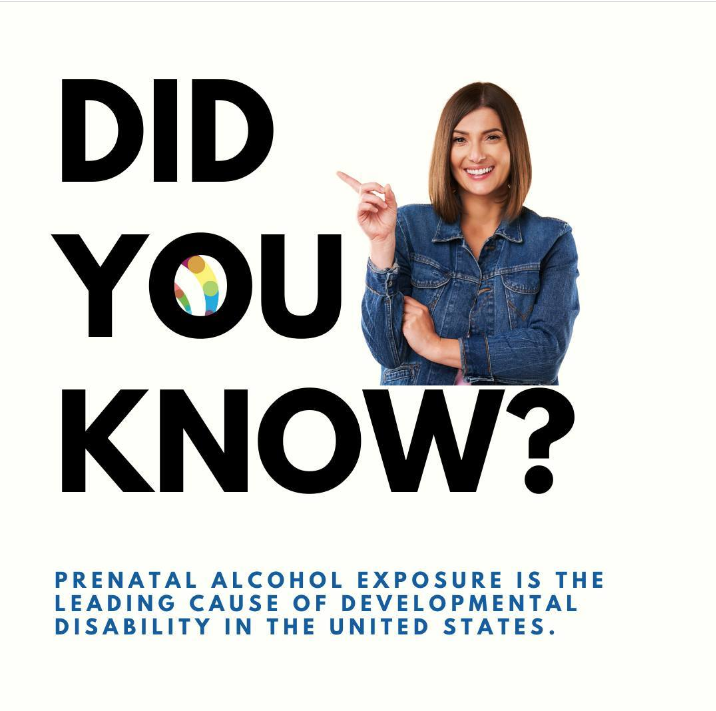 DID
YOU
KNOW?
PRENATAL ALCOHOL EXPOSURE IS THE
LEADING CAUSE OF DEVELOPMENTAL
DISABILITY IN THE UNITED STATES.